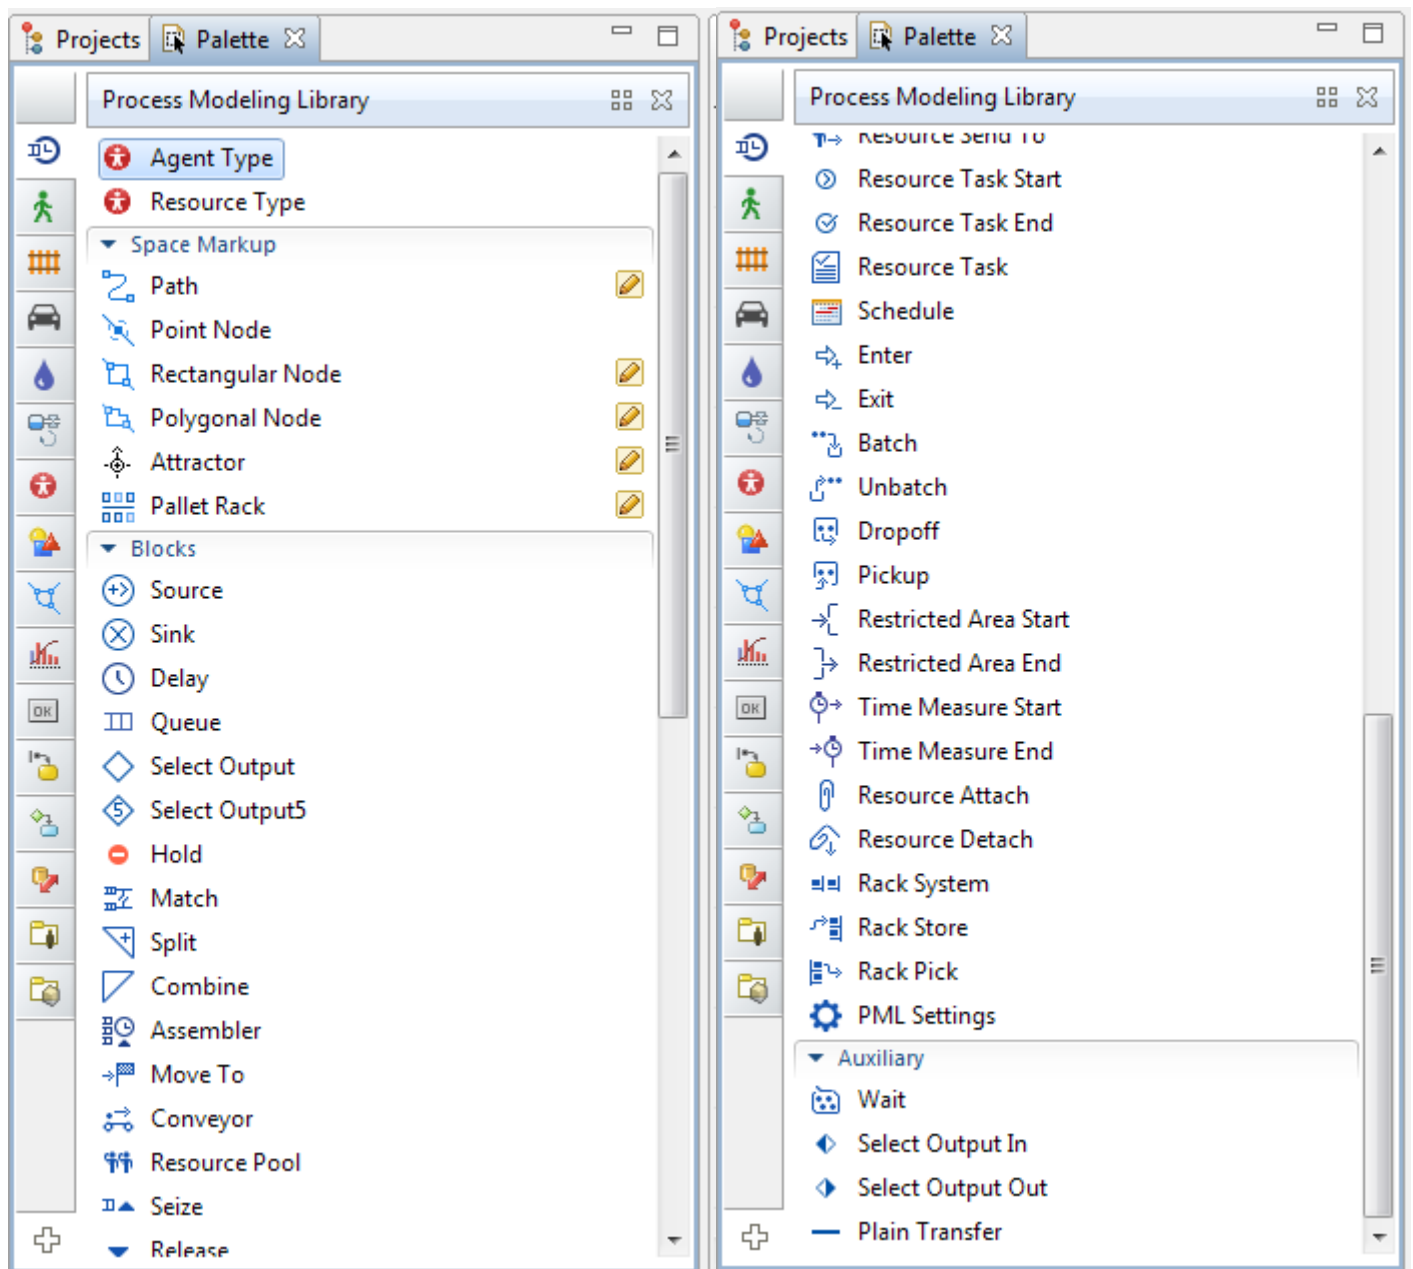 Projects Palette
Process Modeling Library
Agent Type
Resource Type
Space Markup
Path
Point Node
Rectangular Node
Polygonal Node
Attractor
Pallet Rack
Blocks
Source
Sink
Delay
Queue
Select Output
5 Select Output5
Hold
Match
Split
Combine
Assembler
Move To
Conveyor
Resource Pool
Seize
Release
OK
Projects Palette
Process Modeling Library
Resource Send To
Resource Task Start
Resource Task End
Resource Task
Schedule
Enter
Exit
Batch
Unbatch
Dropoff
Pickup
Restricted Area Start
Restricted Area End
Time Measure Start
Time Measure End
Resource Attach
Resource Detach
Rack System
Rack Store
Rack Pick
PML Settings
Auxiliary
Wait
Select Output In
Select Output Out
Plain Transfer
OK